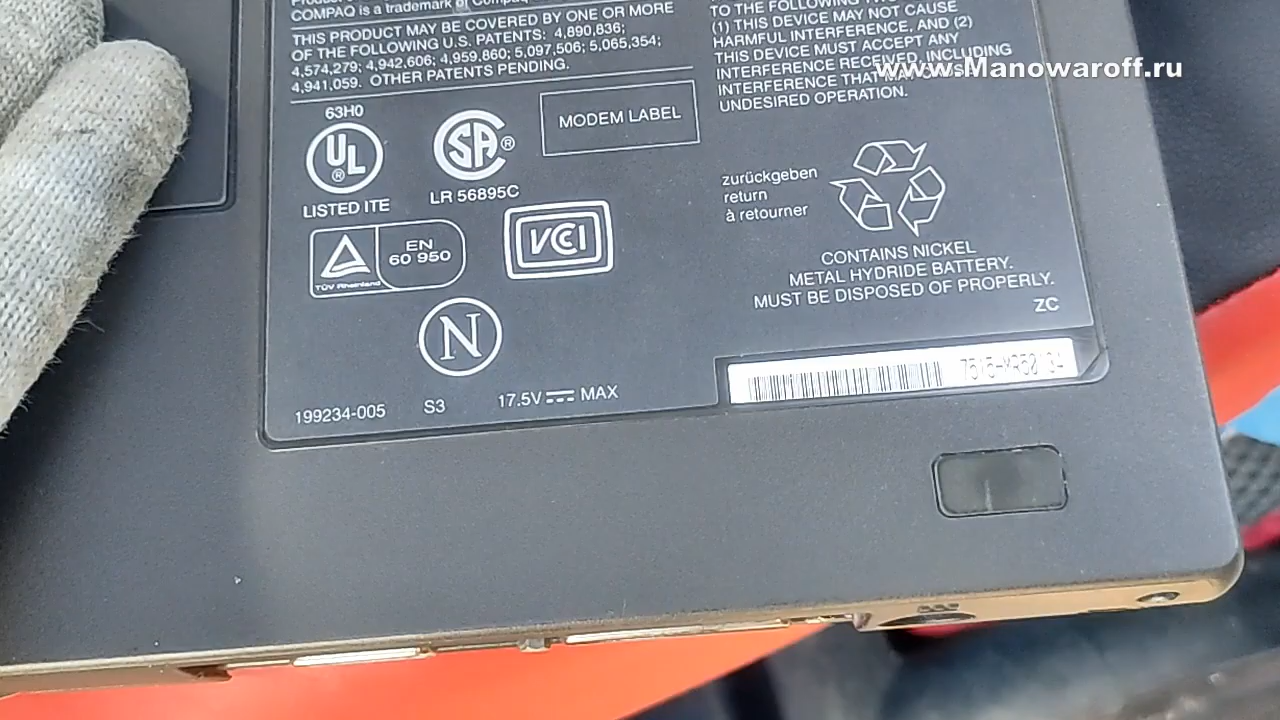 COMPAQ is a trademark of Compaq
THIS PRODUCT MAY BE COVERED BY ONE OR MORE
OF THE FOLLOWING U.S. PATENTS: 4,890,836;
4,574,279; 4,942,606; 4,959,860; 5,097,506; 5,065,354;
4,941,059. OTHER PATENTS PENDING.
TO THE FOLLOWING
(1) THIS DEVICE MAY NOT CAUSE
HARMFUL INTERFERENCE, AND (2)
THIS DEVICE MUST ACCEPT ANY
INTERFERENCE RECEIVED, INCLUDING
INTERFERENCE THAT MAY
UNDESIRED OPERATION.
www.Manowaroff.ru
63H0
UL
®
LISTED ITE
SA ®
LR 56895C
MODEM LABEL
TÜV Rheinland
EN
60 950
VCCI
N
zurückgeben
return
à retourner
CONTAINS NICKEL
METAL HYDRIDE BATTERY.
MUST BE DISPOSED OF PROPERLY.
ZC
199234-005
S3
17.5V MAX